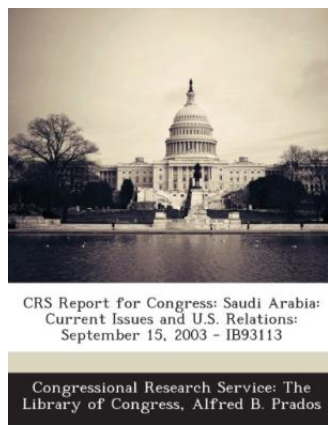 CRS Report for Congress: Saudi Arabia:
Current Issues and U.S. Relations:
September 15, 2003 - IB93113
Congressional Research Service: The
Library of Congress, Alfred B. Prados